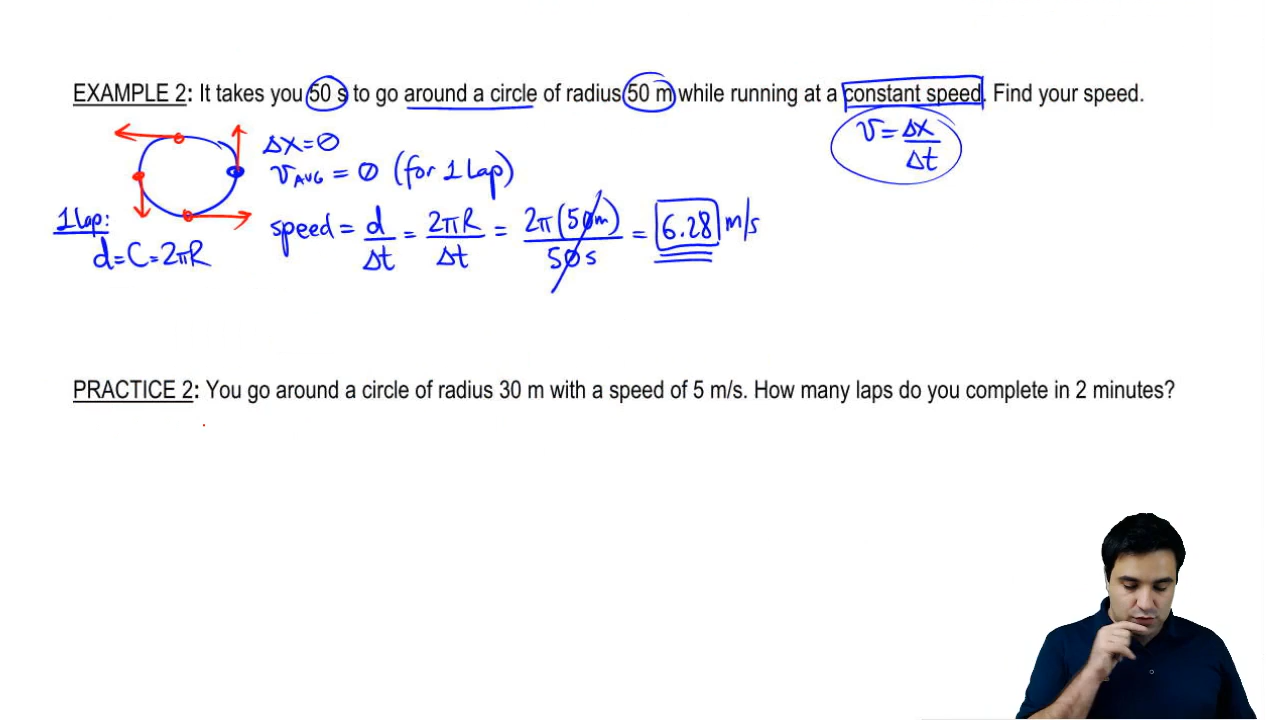 EXAMPLE 2: It takes you 50 s to go around a circle of radius 50 m while running at a constant speed. Find your speed.
Δx = 0
v = Δx / Δt
v AVG = 0 (for 1 lap)
1 lap:
d = C = 2πR
speed = d / Δt = 2πR / Δt = 2π (50m) / 50 s = 6.28 m/s
PRACTICE 2: You go around a circle of radius 30 m with a speed of 5 m/s. How many laps do you complete in 2 minutes?